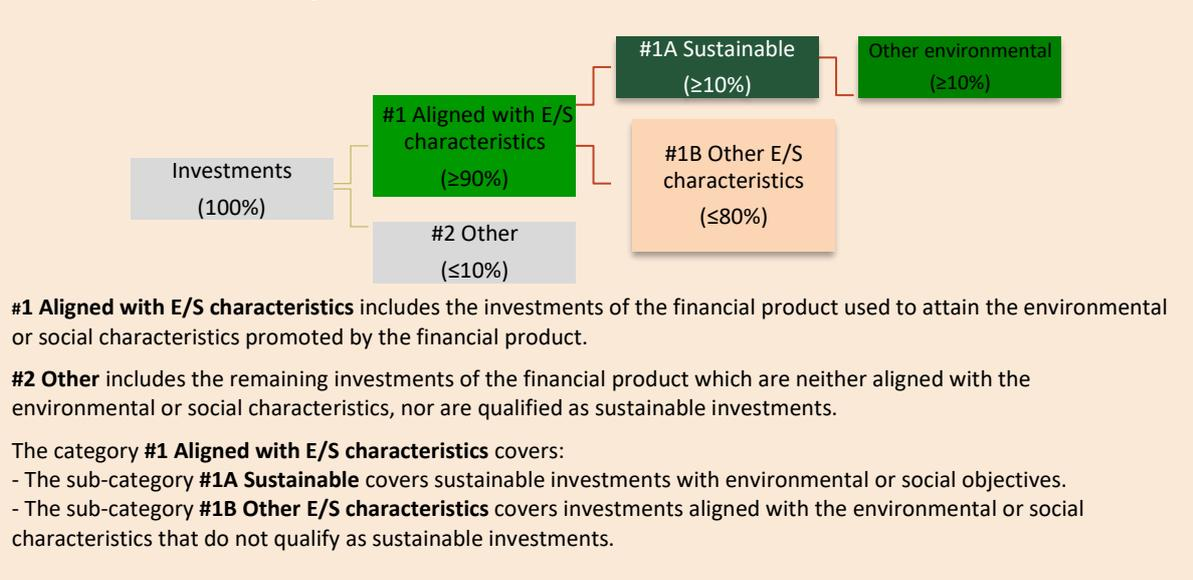 Investments
(100%)
#1 Aligned with E/S
characteristics
(≥90%)
#2 Other
(≤10%)
#1A Sustainable
(≥10%)
#1B Other E/S
characteristics
(≤80%)
Other environmental
(≥10%)
#1 Aligned with E/S characteristics includes the investments of the financial product used to attain the environmental
or social characteristics promoted by the financial product.
#2 Other includes the remaining investments of the financial product which are neither aligned with the
environmental or social characteristics, nor are qualified as sustainable investments.
The category #1 Aligned with E/S characteristics covers:
- The sub-category #1A Sustainable covers sustainable investments with environmental or social objectives.
- The sub-category #1B Other E/S characteristics covers investments aligned with the environmental or social
characteristics that do not qualify as sustainable investments.